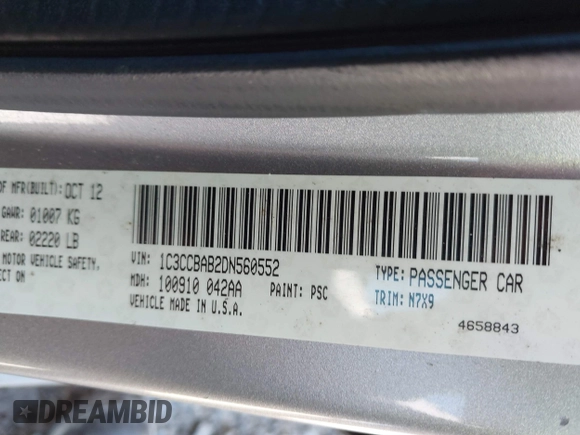 OF MFR(BUILT): OCT 12
GAWR: 01007 KG
REAR: 02220 LB
MOTOR VEHICLE SAFETY,
ECT ON
VIN: 1C3CCBAB2DN560552
MDH: 100910 042AA
PAINT: PSC
VEHICLE MADE IN U.S.A.
TYPE: PASSENGER CAR
TRIM: N7X9
4658843
DREAMBID